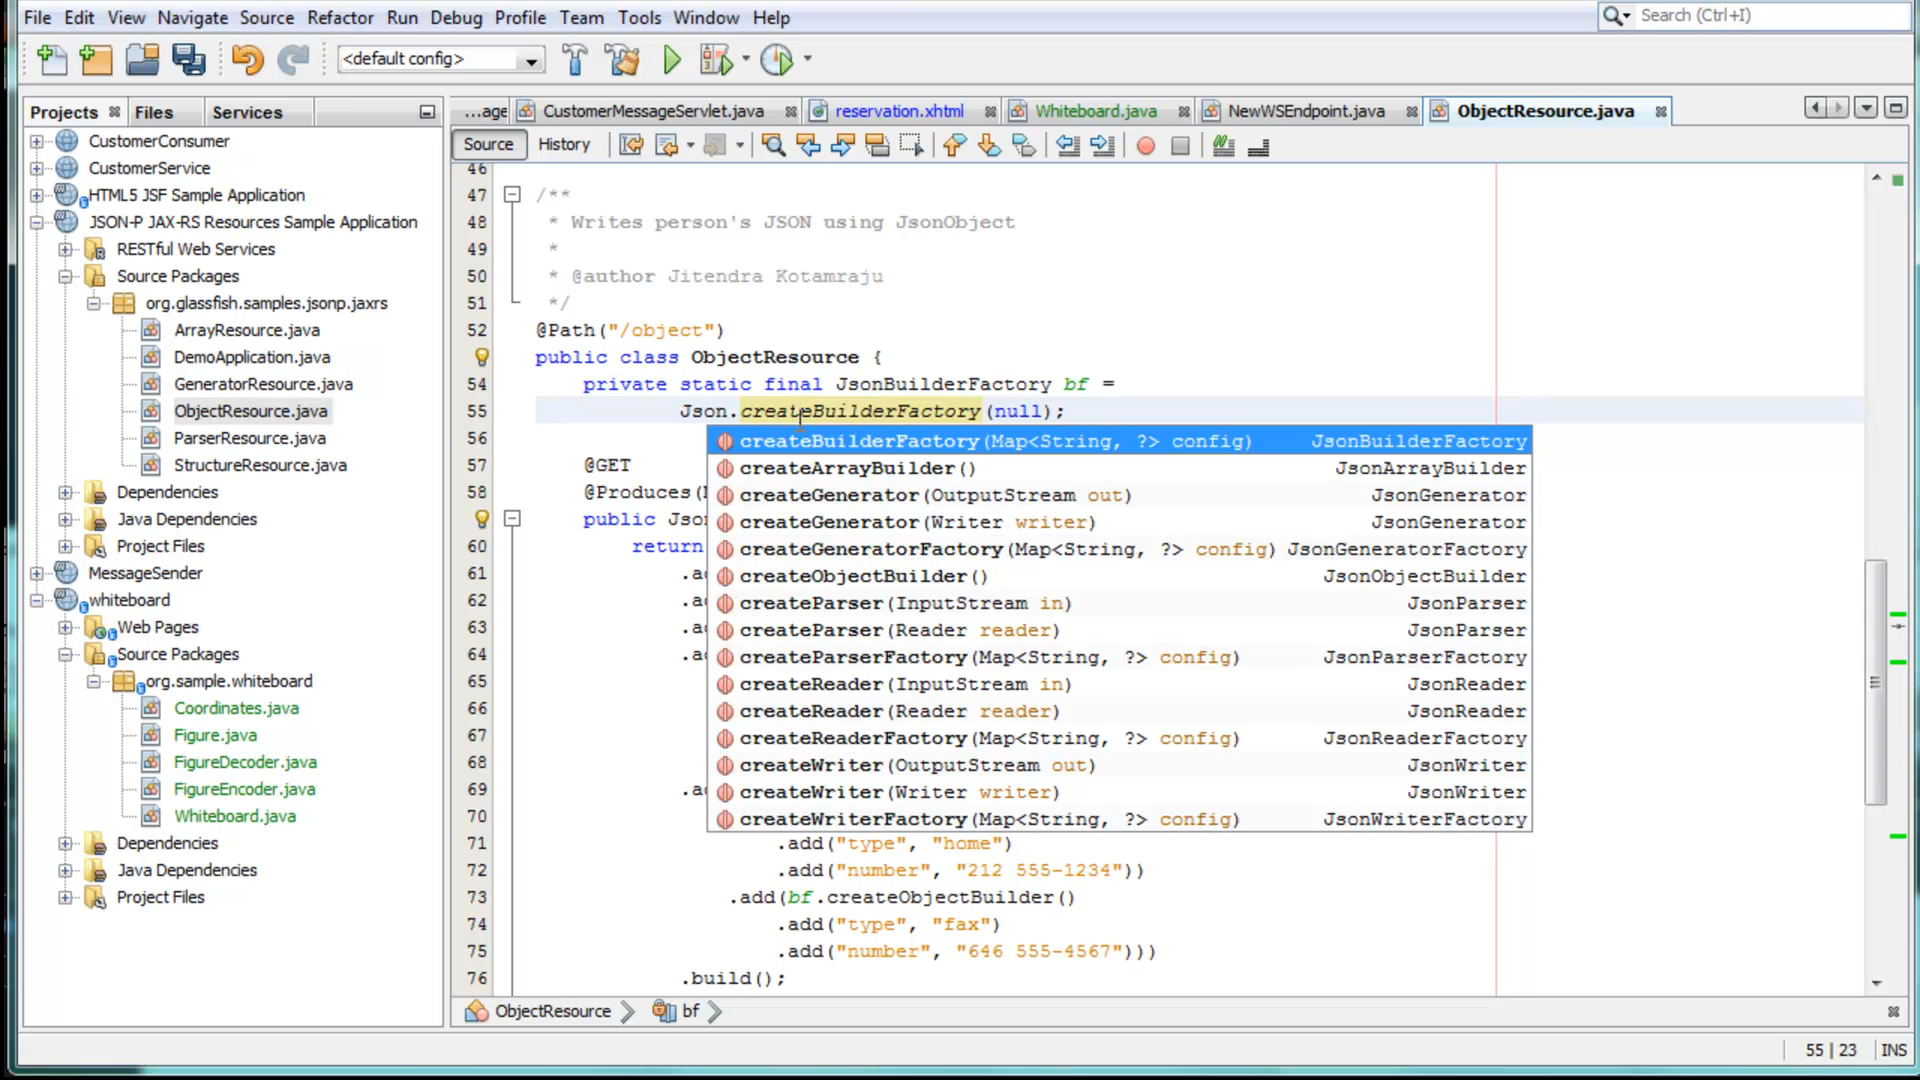 File Edit View Navigate Source Refactor Run Debug Profile Team Tools Window Help
Search (Ctrl+I)
<default config>
Projects Files Services
CustomerConsumer
CustomerService
HTML5 JSF Sample Application
JSON-P JAX-RS Resources Sample Application
RESTful Web Services
Source Packages
org.glassfish.samples.jsonp.jaxrs
ArrayResource.java
DemoApplication.java
GeneratorResource.java
ObjectResource.java
ParserResource.java
StructureResource.java
Dependencies
Java Dependencies
Project Files
MessageSender
whiteboard
Web Pages
Source Packages
org.sample.whiteboard
Coordinates.java
Figure.java
FigureDecoder.java
FigureEncoder.java
Whiteboard.java
Dependencies
Java Dependencies
Project Files
...age CustomerMessageServlet.java reservation.xhtml Whiteboard.java NewWSEndpoint.java ObjectResource.java
Source History
46
47 /**
48 * Writes person's JSON using JsonObject
49 *
50 * @author Jitendra Kotamraju
51 */
52 @Path("/object")
public class ObjectResource {
54 private static final JsonBuilderFactory bf =
55 Json.createBuilderFactory(null);
56
57 @GET
58 @Produces(
public Jso
60 return
61 .a
62 .a
63 .a
64 .a
65
66
67
68
69 .a
70
createBuilderFactory(Map<String, ?> config) JsonBuilderFactory
createArrayBuilder() JsonArrayBuilder
createGenerator(OutputStream out) JsonGenerator
createGenerator(Writer writer) JsonGenerator
createGeneratorFactory(Map<String, ?> config) JsonGeneratorFactory
createObjectBuilder() JsonObjectBuilder
createParser(InputStream in) JsonParser
createParser(Reader reader) JsonParser
createParserFactory(Map<String, ?> config) JsonParserFactory
createReader(InputStream in) JsonReader
createReader(Reader reader) JsonReader
createReaderFactory(Map<String, ?> config) JsonReaderFactory
createWriter(OutputStream out) JsonWriter
createWriter(Writer writer) JsonWriter
createWriterFactory(Map<String, ?> config) JsonWriterFactory
71 .add("type", "home")
72 .add("number", "212 555-1234"))
73 .add(bf.createObjectBuilder()
74 .add("type", "fax")
75 .add("number", "646 555-4567")))
76 .build();
ObjectResource bf
55 | 23 INS